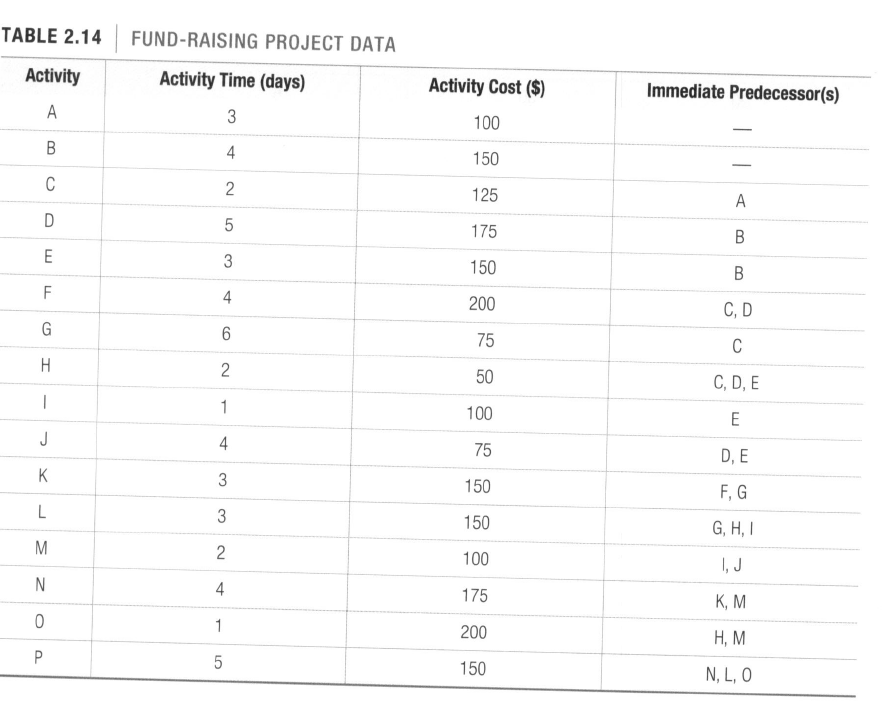 TABLE 2.14 | FUND-RAISING PROJECT DATA
Activity Activity Time (days) Activity Cost ($) Immediate Predecessor(s)
A 3 100 —
B 4 150 —
C 2 125 A
D 5 175 B
E 3 150 B
F 4 200 C, D
G 6 75 C
H 2 50 C, D, E
I 1 100 E
J 4 75 D, E
K 3 150 F, G
L 3 150 G, H, I
M 2 100 I, J
N 4 175 K, M
O 1 200 H, M
P 5 150 N, L, O